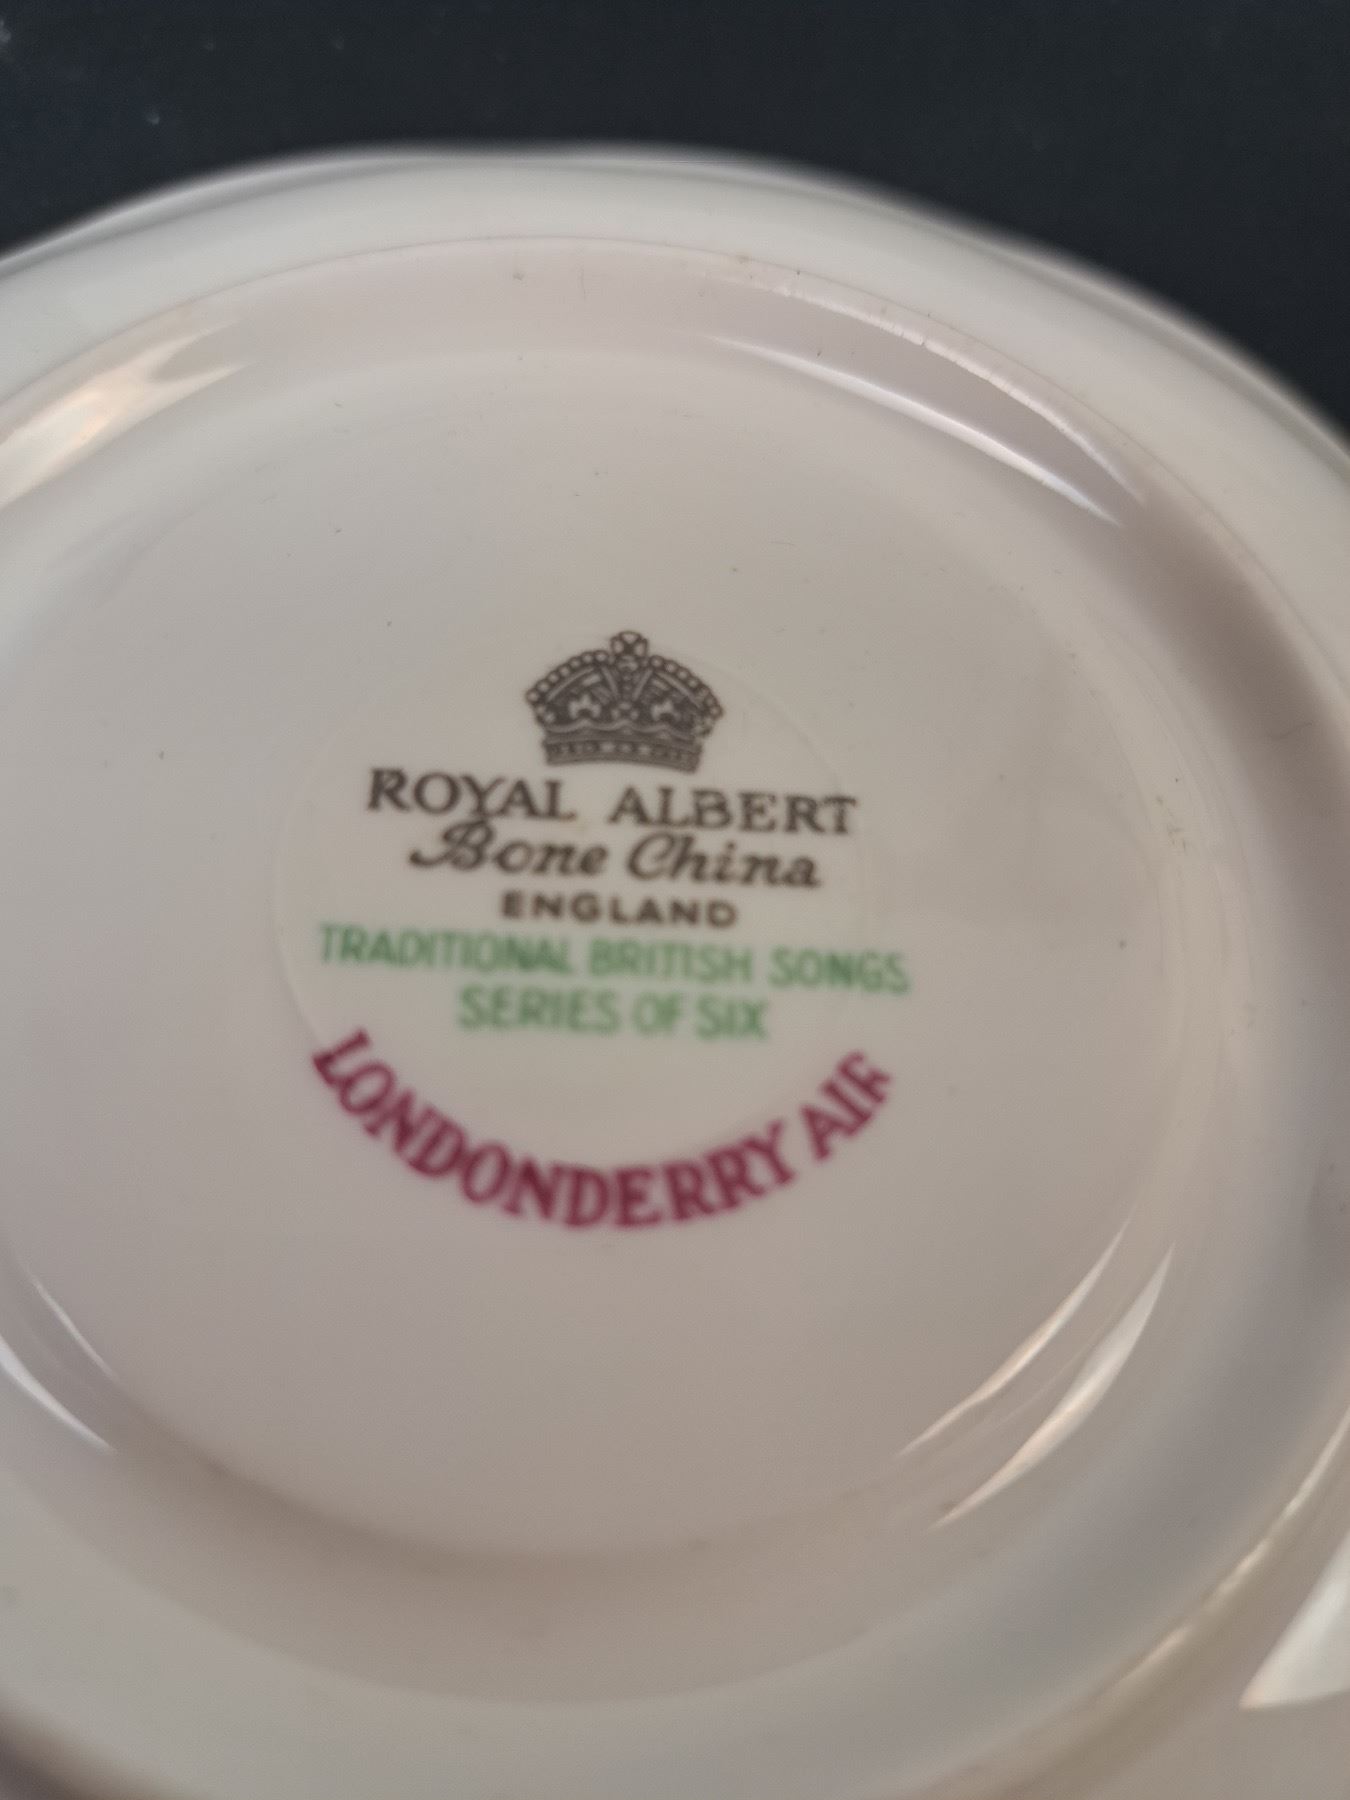 ROYAL ALBERT
Bone China
ENGLAND
TRADITIONAL BRITISH SONGS
SERIES OF SIX
LONDONDERRY AIR